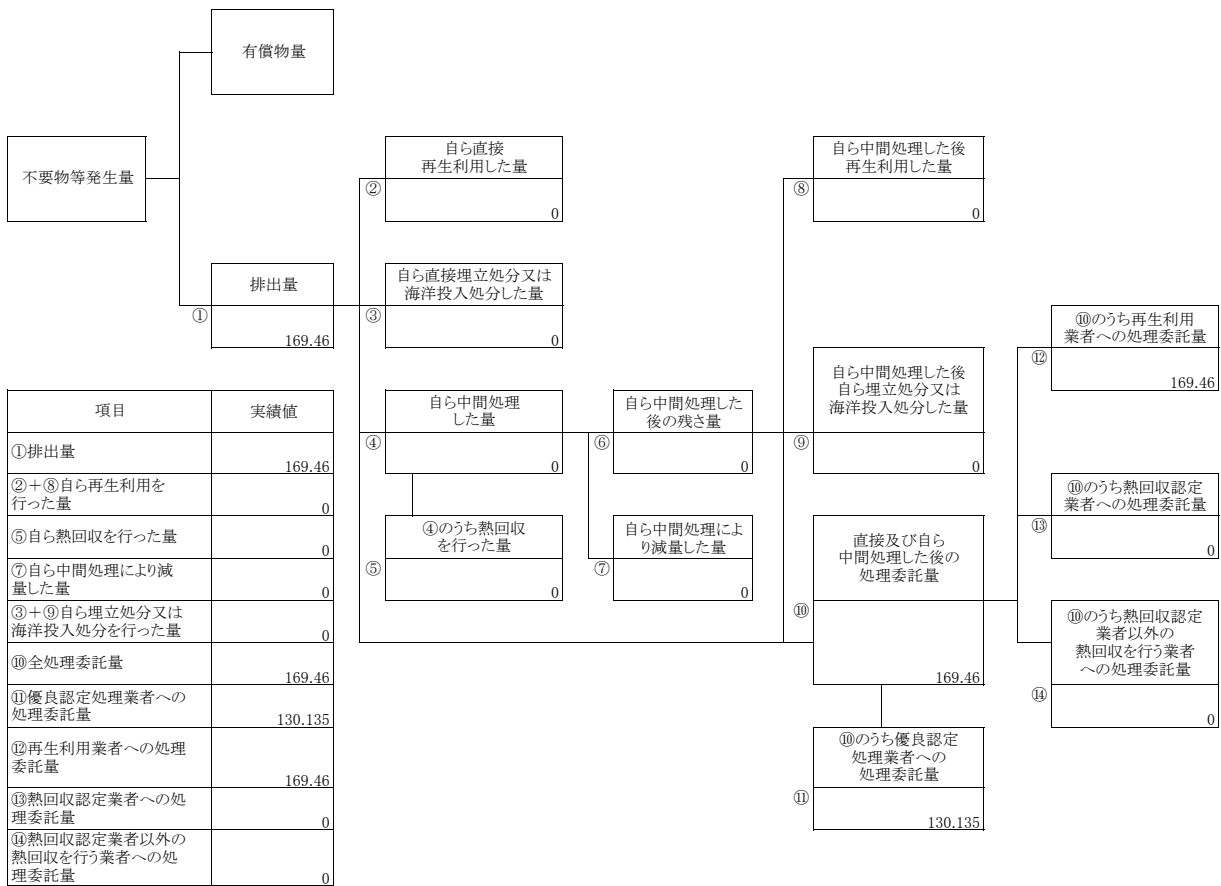 有償物量
不要物等発生量
自ら直接
再生利用した量
②
0
自ら中間処理した後
再生利用した量
⑧
0
排出量
①
169.46
自ら直接埋立処分又は
海洋投入処分した量
③
0
⑩のうち再生利用
業者への処理委託量
⑫
169.46
自ら中間処理
した量
④
0
自ら中間処理した
後の残さ量
⑥
0
自ら中間処理した後
自ら埋立処分又は
海洋投入処分した量
⑨
0
⑩のうち熱回収認定
業者への処理委託量
⑬
0
④のうち熱回収
を行った量
⑤
0
自ら中間処理によ
り減量した量
⑦
0
直接及び自ら
中間処理した後の
処理委託量
⑩
169.46
⑩のうち熱回収認定
業者以外の
熱回収を行う業者
への処理委託量
⑭
0
⑩のうち優良認定
処理業者への
処理委託量
⑪
130.135
項目 実績値
①排出量
169.46
②+⑧自ら再生利用を
行った量
0
⑤自ら熱回収を行った量
0
⑦自ら中間処理により減
量した量
0
③+⑨自ら埋立処分又は
海洋投入処分を行った量
0
⑩全処理委託量
169.46
⑪優良認定処理業者への
処理委託量
130.135
⑫再生利用業者への処理
委託量
169.46
⑬熱回収認定業者への処
理委託量
0
⑭熱回収認定業者以外の
熱回収を行う業者への処
理委託量
0